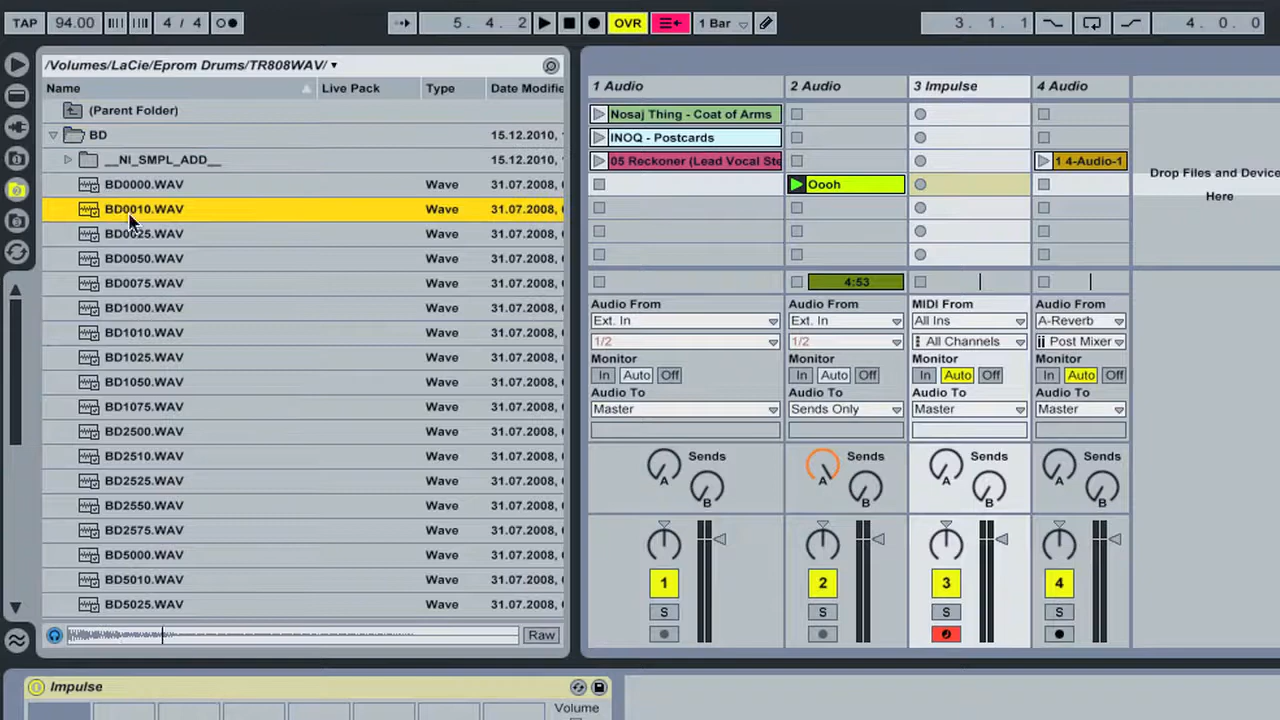 TAP 94.00 4 / 4 5. 4. 2 OVR 1 Bar 3. 1. 1 4. 0. 0
/Volumes/LaCie/Eprom Drums/TR808WAV/
Name Live Pack Type Date Modifie
(Parent Folder)
BD 15.12.2010,
__NI_SMPL_ADD__ 15.12.2010,
BD0000.WAV Wave 31.07.2008,
BD0010.WAV Wave 31.07.2008,
BD0025.WAV Wave 31.07.2008,
BD0050.WAV Wave 31.07.2008,
BD0075.WAV Wave 31.07.2008,
BD1000.WAV Wave 31.07.2008,
BD1010.WAV Wave 31.07.2008,
BD1025.WAV Wave 31.07.2008,
BD1050.WAV Wave 31.07.2008,
BD1075.WAV Wave 31.07.2008,
BD2500.WAV Wave 31.07.2008,
BD2510.WAV Wave 31.07.2008,
BD2525.WAV Wave 31.07.2008,
BD2550.WAV Wave 31.07.2008,
BD2575.WAV Wave 31.07.2008,
BD5000.WAV Wave 31.07.2008,
BD5010.WAV Wave 31.07.2008,
BD5025.WAV Wave 31.07.2008,
Raw
1 Audio 2 Audio 3 Impulse 4 Audio
Nosaj Thing - Coat of Arms
INOQ - Postcards
05 Reckoner (Lead Vocal Ste 1 4-Audio-1
Oooh
Drop Files and Device
Here
4:53
Audio From Audio From MIDI From Audio From
Ext. In Ext. In All Ins A-Reverb
1/2 1/2 All Channels Post Mixer
Monitor Monitor Monitor Monitor
In Auto Off In Auto Off In Auto Off In Auto Off
Audio To Audio To Audio To Audio To
Master Sends Only Master Master
Sends Sends Sends Sends
A A A A
B B B B
1 2 3 4
S S S S
Impulse
Volume